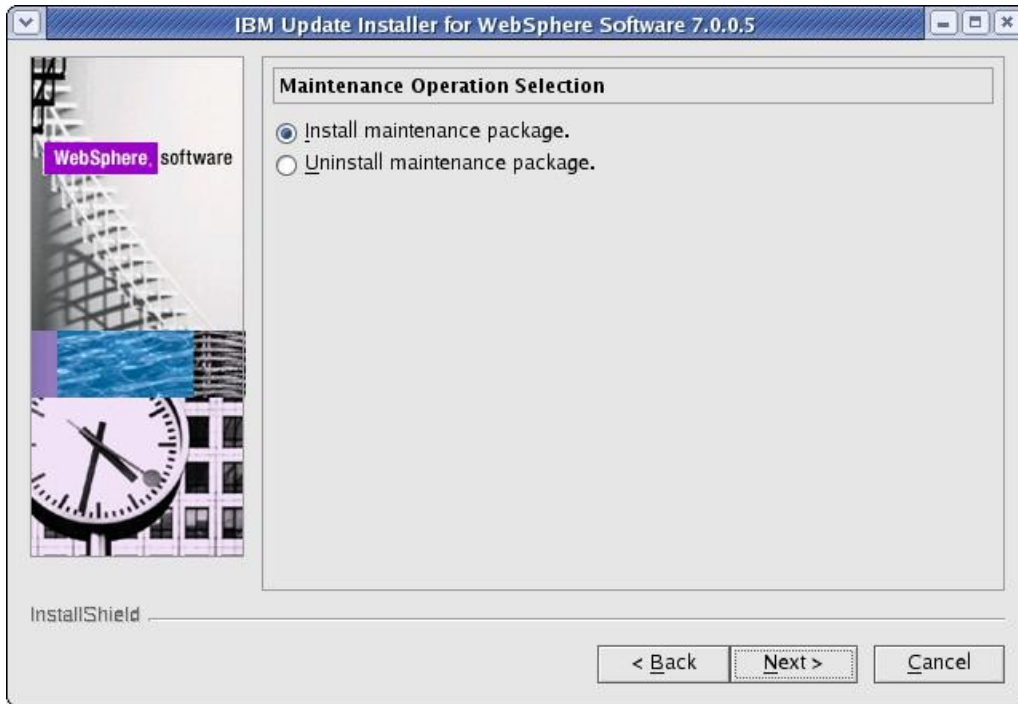 IBM Update Installer for WebSphere Software 7.0.0.5
WebSphere. software
Maintenance Operation Selection
Install maintenance package.
Uninstall maintenance package.
InstallShield
< Back
Next >
Cancel